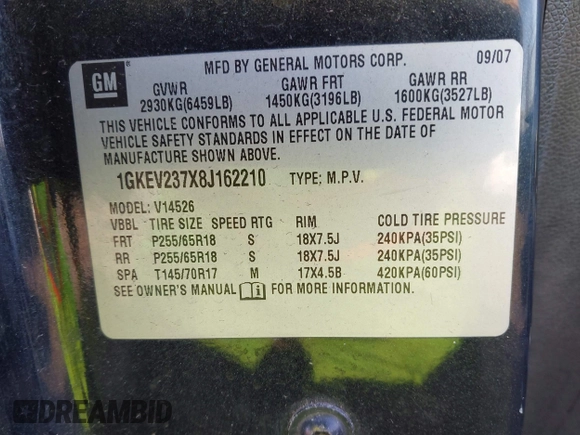 GM
MFD BY GENERAL MOTORS CORP. 09/07
GVWR GAWR FRT GAWR RR
2930KG(6459LB) 1450KG(3196LB) 1600KG(3527LB)
THIS VEHICLE CONFORMS TO ALL APPLICABLE U.S. FEDERAL MOTOR
VEHICLE SAFETY STANDARDS IN EFFECT ON THE DATE OF
MANUFACTURE SHOWN ABOVE.
1GKEV237X8J162210 TYPE; M.P.V.
MODEL: V14526
VBBL TIRE SIZE SPEED RTG RIM COLD TIRE PRESSURE
FRT P255/65R18 S 18X7.5J 240KPA(35PSI)
RR P255/65R18 S 18X7.5J 240KPA(35PSI)
SPA T145/70R17 M 17X4.5B 420KPA(60PSI)
SEE OWNER'S MANUAL FOR MORE INFORMATION.
DREAMBID